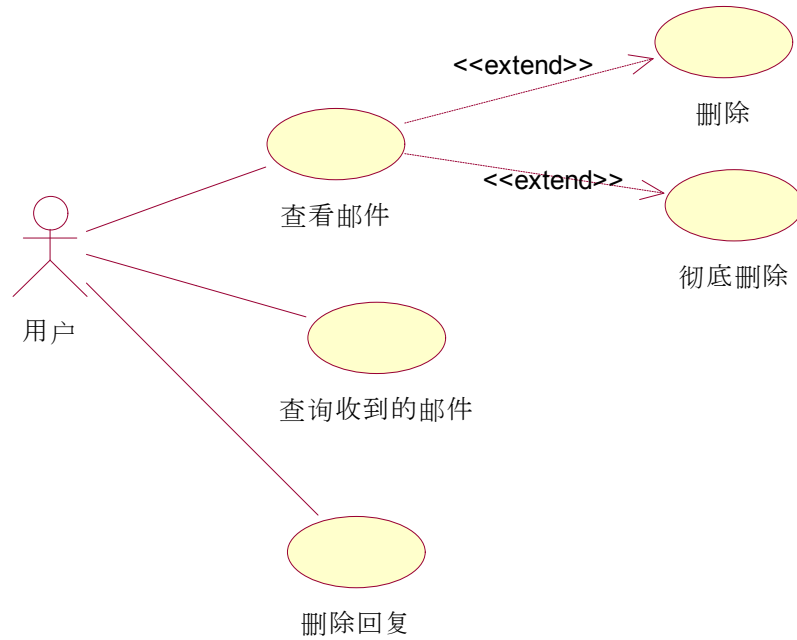 <<extend>>
删除
<<extend>>
查看邮件
彻底删除
用户
查询收到的邮件
删除回复